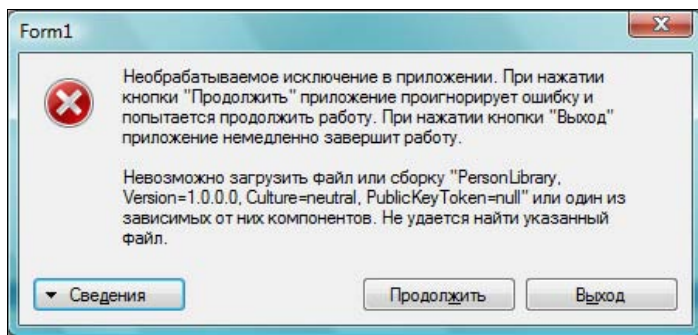 Form1
Необрабатываемое исключение в приложении. При нажатии
кнопки "Продолжить" приложение проигнорирует ошибку и
попытается продолжить работу. При нажатии кнопки "Выход"
приложение немедленно завершит работу.
Невозможно загрузить файл или сборку "PersonLibrary,
Version=1.0.0.0, Culture=neutral, PublicKeyToken=null" или один из
зависимых от них компонентов. Не удается найти указанный
файл.
Сведения
Продолжить
Выход